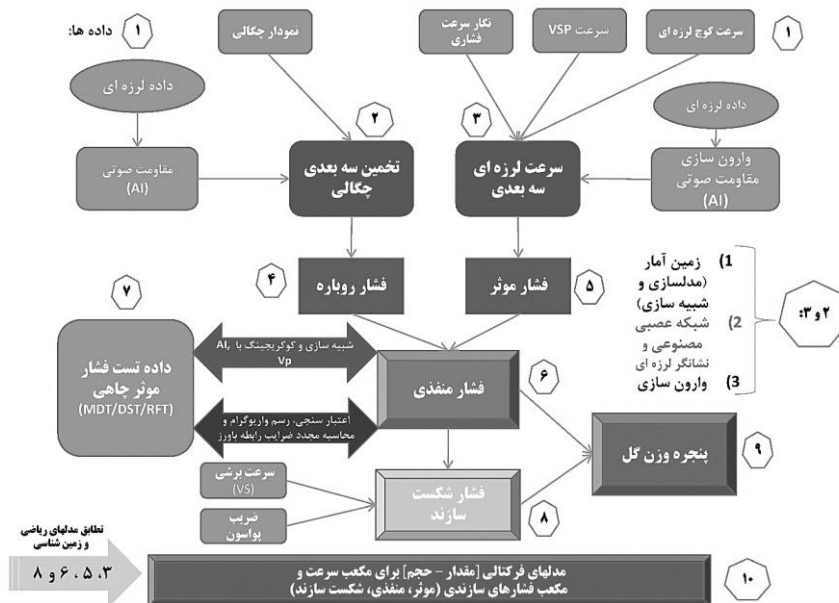 داده ها:
۱
نمودار چگالی
نگار سرعت
فشاری
سرعت VSP
سرعت کوچ لرزه ای
۱
داده لرزه ای
۲
۳
داده لرزه ای
مقاومت صوتی
(AI)
تخمین سه بعدی
چگالی
سرعت لرزه ای
سه بعدی
وارون سازی
مقاومت صوتی
(AI)
۴
فشار روباره
فشار موثر
۵
1) زمین آمار
(مدلسازی و
شبیه سازی)
2) شبکه عصبی
مصنوعی و
نشانگر لرزه ای
3) وارون سازی
۲ و ۳:
۷
داده تست فشار
موثر چاهی
(MDT/DST/RFT)
شبیه سازی و کوکریجینگ با AI,
Vp
اعتبار سنجی، رسم واریوگرام و
محاسبه مجدد ضرایب رابطه باورز
فشار منفذی
۶
پنجره وزن گل
۹
سرعت برشی
(VS)
ضریب
پواسون
فشار شکست
سازند
۸
تطابق مدلهای ریاضی
و زمین شناسی
۳، ۵، ۶ و ۸
مدلهای فرکتالی [مقدار – حجم] برای مکعب سرعت و
مکعب فشارهای سازندی (موثر، منفذی، شکست سازند)
۱۰